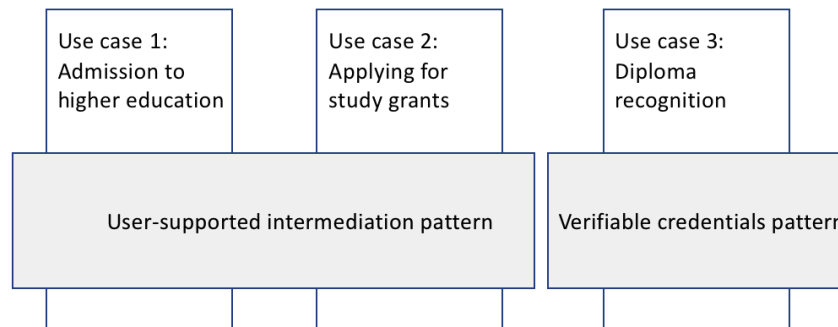 Use case 1:
Admission to
higher education
Use case 2:
Applying for
study grants
Use case 3:
Diploma
recognition
User-supported intermediation pattern
Verifiable credentials pattern